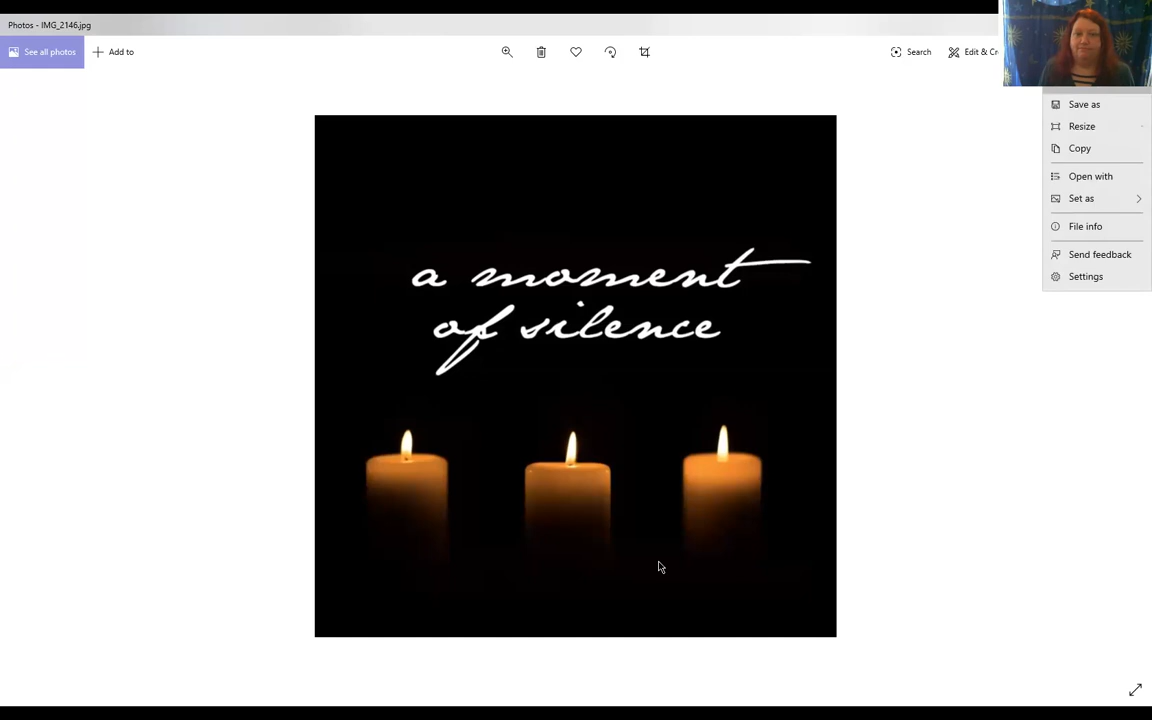 Photos - IMG_2146.jpg
See all photos
Add to
Search
Edit & Cr
Save as
Resize
Copy
Open with
Set as
File info
Send feedback
Settings
a moment
of silence